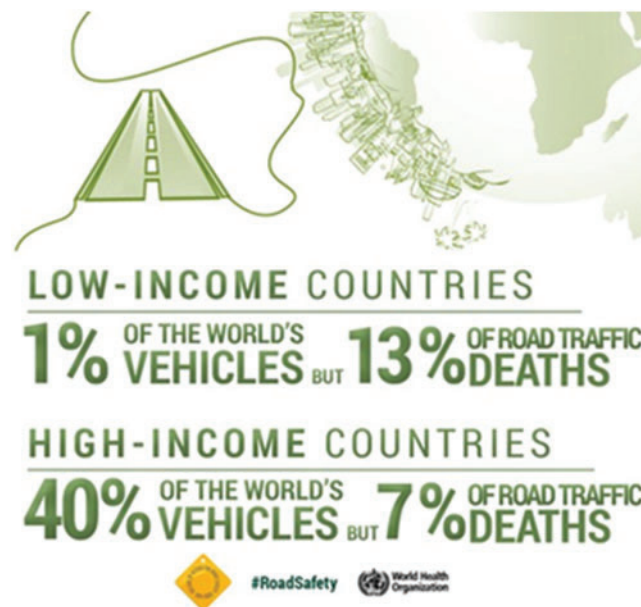 LOW-INCOME COUNTRIES
1% OF THE WORLD'S VEHICLES BUT 13% OF ROAD TRAFFIC DEATHS
HIGH-INCOME COUNTRIES
40% OF THE WORLD'S VEHICLES BUT 7% OF ROAD TRAFFIC DEATHS
#RoadSafety
World Health
Organization